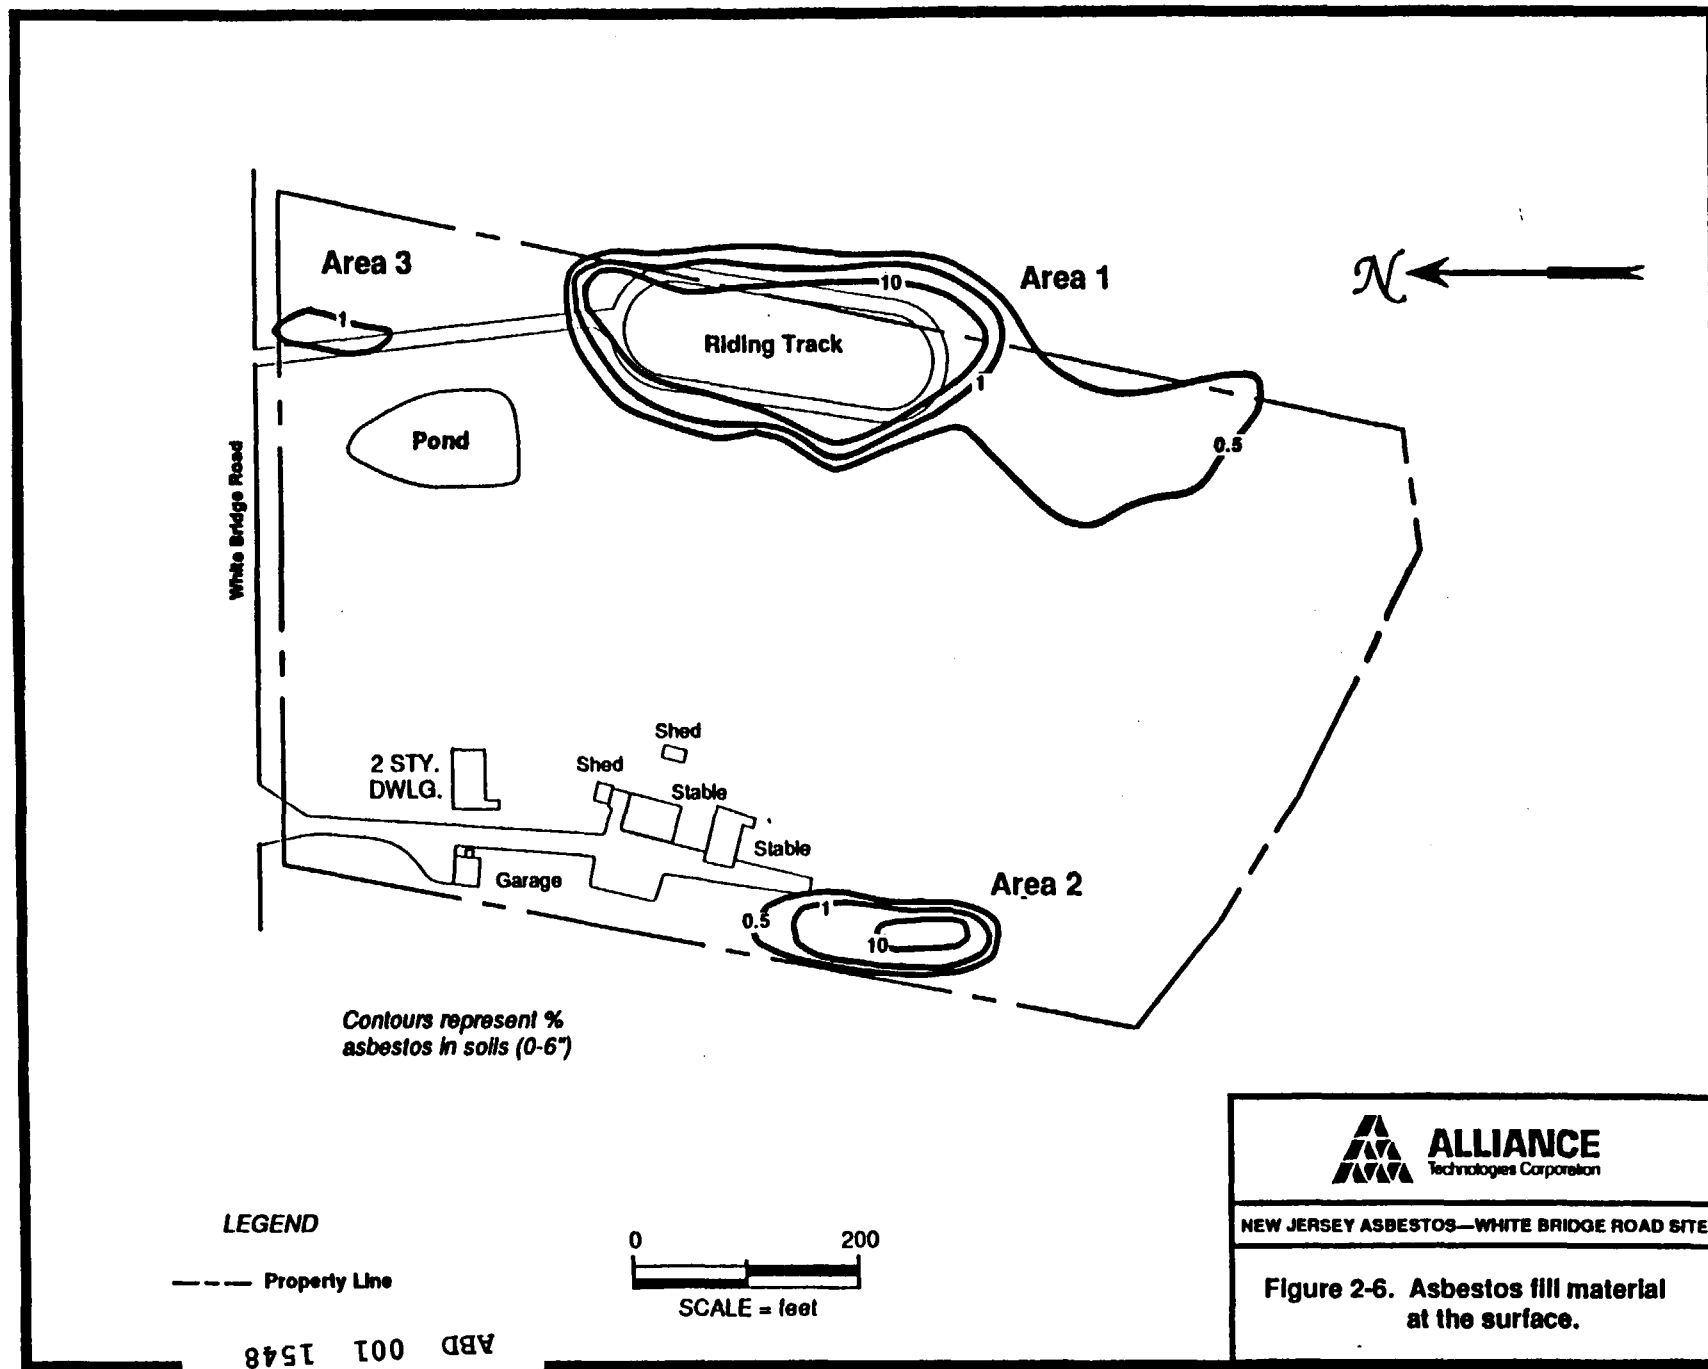 Area 3
Area 1
N
1
10
Riding Track
1
Pond
0.5
White Bridge Road
Shed
2 STY.
DWLG.
Shed
Stable
Stable
Garage
Area 2
0.5
1
10
Contours represent %
asbestos in soils (0-6")
ALLIANCE
Technologies Corporation
LEGEND
NEW JERSEY ASBESTOS—WHITE BRIDGE ROAD SITE
0 200
Property Line
SCALE = feet
Figure 2-6. Asbestos fill material
at the surface.
ABD 001 1548